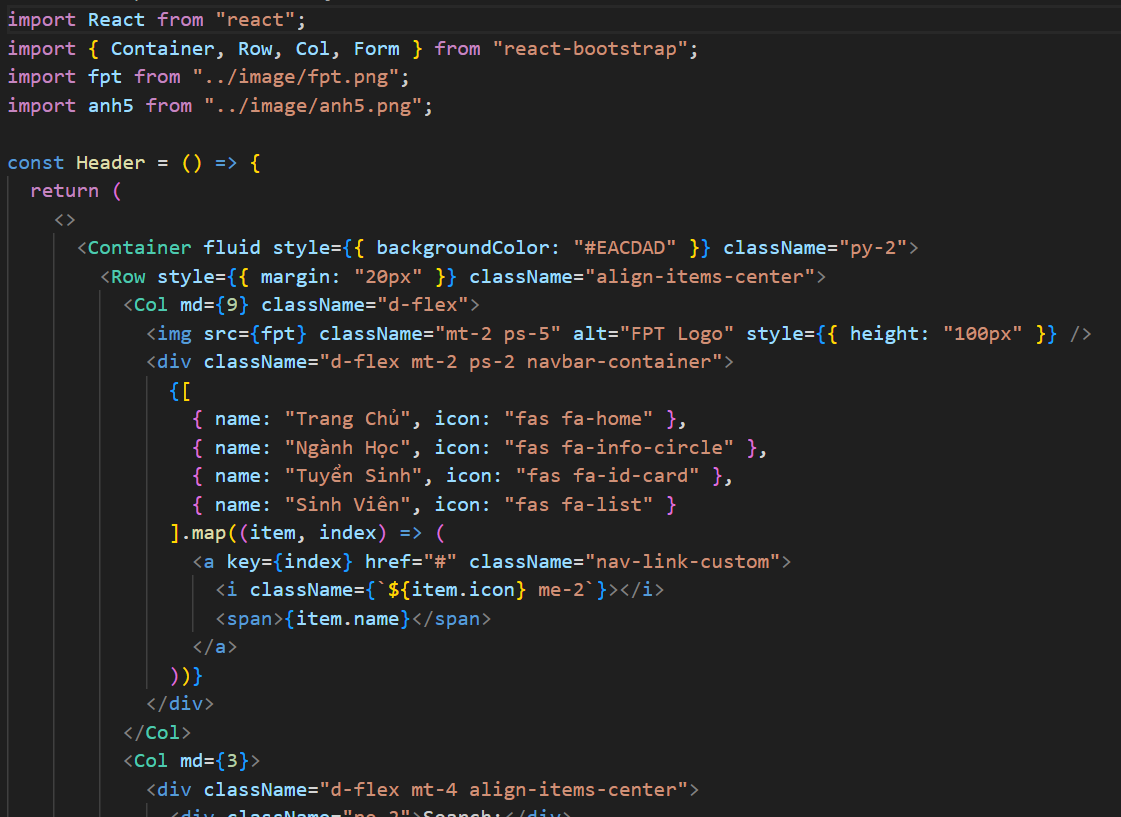 import React from "react";
import { Container, Row, Col, Form } from "react-bootstrap";
import fpt from "../image/fpt.png";
import anh5 from "../image/anh5.png";
const Header = () => {
return (
<>
<Container fluid style={{ backgroundColor: "#EACDAD" }} className="py-2">
<Row style={{ margin: "20px" }} className="align-items-center">
<Col md={9} className="d-flex">
<img src={fpt} className="mt-2 ps-5" alt="FPT Logo" style={{ height: "100px" }} />
<div className="d-flex mt-2 ps-2 navbar-container">
{[
{ name: "Trang Chủ", icon: "fas fa-home" },
{ name: "Ngành Học", icon: "fas fa-info-circle" },
{ name: "Tuyển Sinh", icon: "fas fa-id-card" },
{ name: "Sinh Viên", icon: "fas fa-list" }
].map((item, index) => (
<a key={index} href="#" className="nav-link-custom">
<i className={`${item.icon} me-2`}></i>
<span>{item.name}</span>
</a>
))}
</div>
</Col>
<Col md={3}>
<div className="d-flex mt-4 align-items-center">
<div className="pe-2">Search:</div>